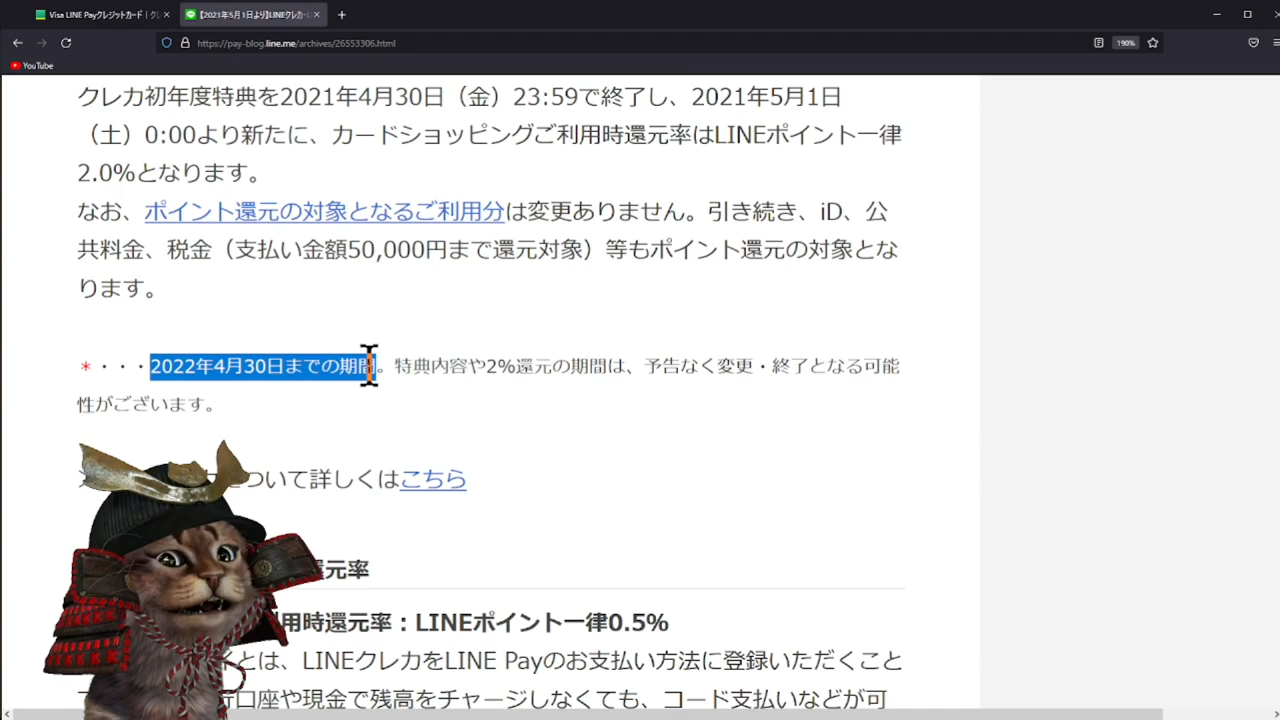 Visa LINE Payクレジットカード | クレ
【2021年5月1日より】LINEクレカ・L
https://pay-blog.line.me/archives/26553306.html
190%
YouTube
クレカ初年度特典を2021年4月30日（金）23:59で終了し、2021年5月1日
（土）0:00より新たに、カードショッピングご利用時還元率はLINEポイント一律
2.0%となります。
なお、ポイント還元の対象となるご利用分は変更ありません。引き続き、iD、公
共料金、税金（支払い金額50,000円まで還元対象）等もポイント還元の対象とな
ります。
*・・・2022年4月30日までの期間。特典内容や2%還元の期間は、予告なく変更・終了となる可能
性がございます。
ついて詳しくはこちら
還元率
利用時還元率：LINEポイント一律0.5%
くとは、LINEクレカをLINE Payのお支払い方法に登録いただくこと
行口座や現金で残高をチャージしなくても、コード支払いなどが可